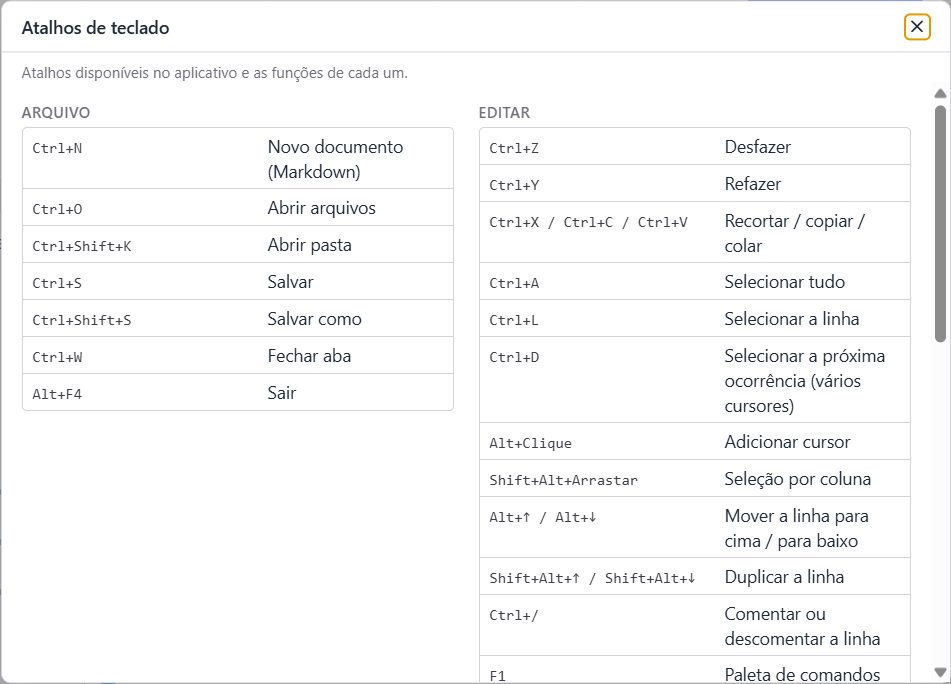 Atalhos de teclado
Atalhos disponíveis no aplicativo e as funções de cada um.
ARQUIVO
Ctrl+N Novo documento
(Markdown)
Ctrl+O Abrir arquivos
Ctrl+Shift+K Abrir pasta
Ctrl+S Salvar
Ctrl+Shift+S Salvar como
Ctrl+W Fechar aba
Alt+F4 Sair
EDITAR
Ctrl+Z Desfazer
Ctrl+Y Refazer
Ctrl+X / Ctrl+C / Ctrl+V Recortar / copiar /
colar
Ctrl+A Selecionar tudo
Ctrl+L Selecionar a linha
Ctrl+D Selecionar a próxima
ocorrência (vários
cursores)
Alt+Clique Adicionar cursor
Shift+Alt+Arrastar Seleção por coluna
Alt+↑ / Alt+↓ Mover a linha para
cima / para baixo
Shift+Alt+↑ / Shift+Alt+↓ Duplicar a linha
Ctrl+/ Comentar ou
descomentar a linha
F1 Paleta de comandos